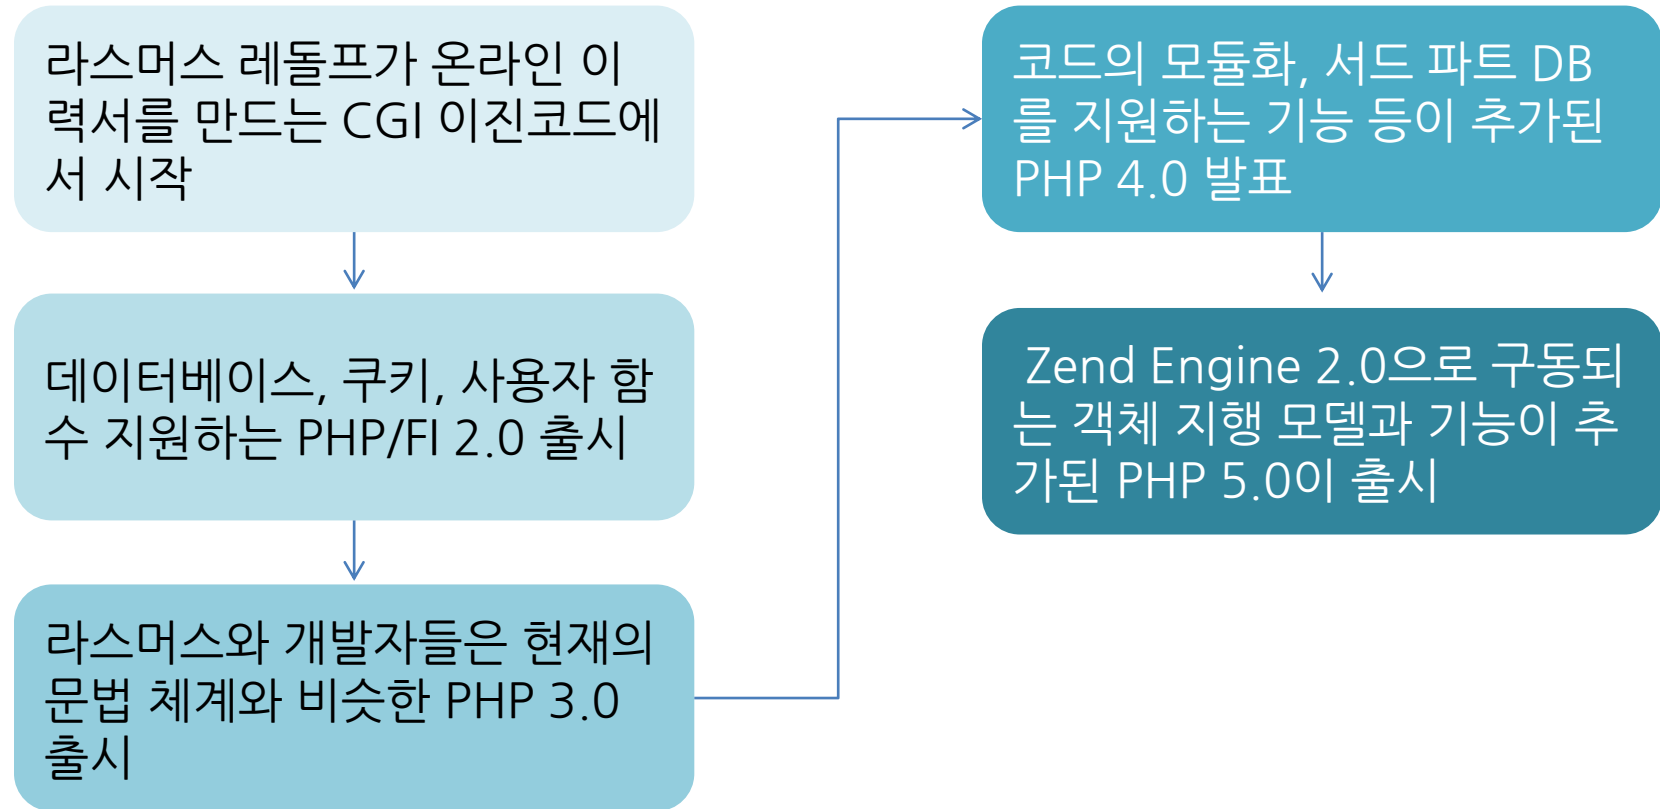 라스머스 레돌프가 온라인 이
력서를 만드는 CGI 이진코드에
서 시작
데이터베이스, 쿠키, 사용자 함
수 지원하는 PHP/FI 2.0 출시
라스머스와 개발자들은 현재의
문법 체계와 비슷한 PHP 3.0
출시
코드의 모듈화, 서드 파트 DB
를 지원하는 기능 등이 추가된
PHP 4.0 발표
Zend Engine 2.0으로 구동되
는 객체 지행 모델과 기능이 추
가된 PHP 5.0이 출시